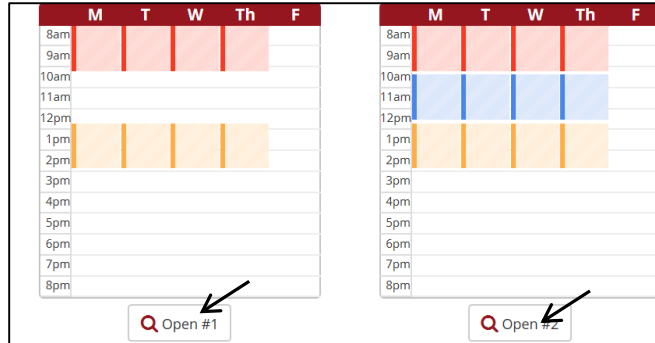 M T W Th F
8am
9am
10am
11am
12pm
1pm
2pm
3pm
4pm
5pm
6pm
7pm
8pm
Open #1
M T W Th F
8am
9am
10am
11am
12pm
1pm
2pm
3pm
4pm
5pm
6pm
7pm
8pm
Open #2